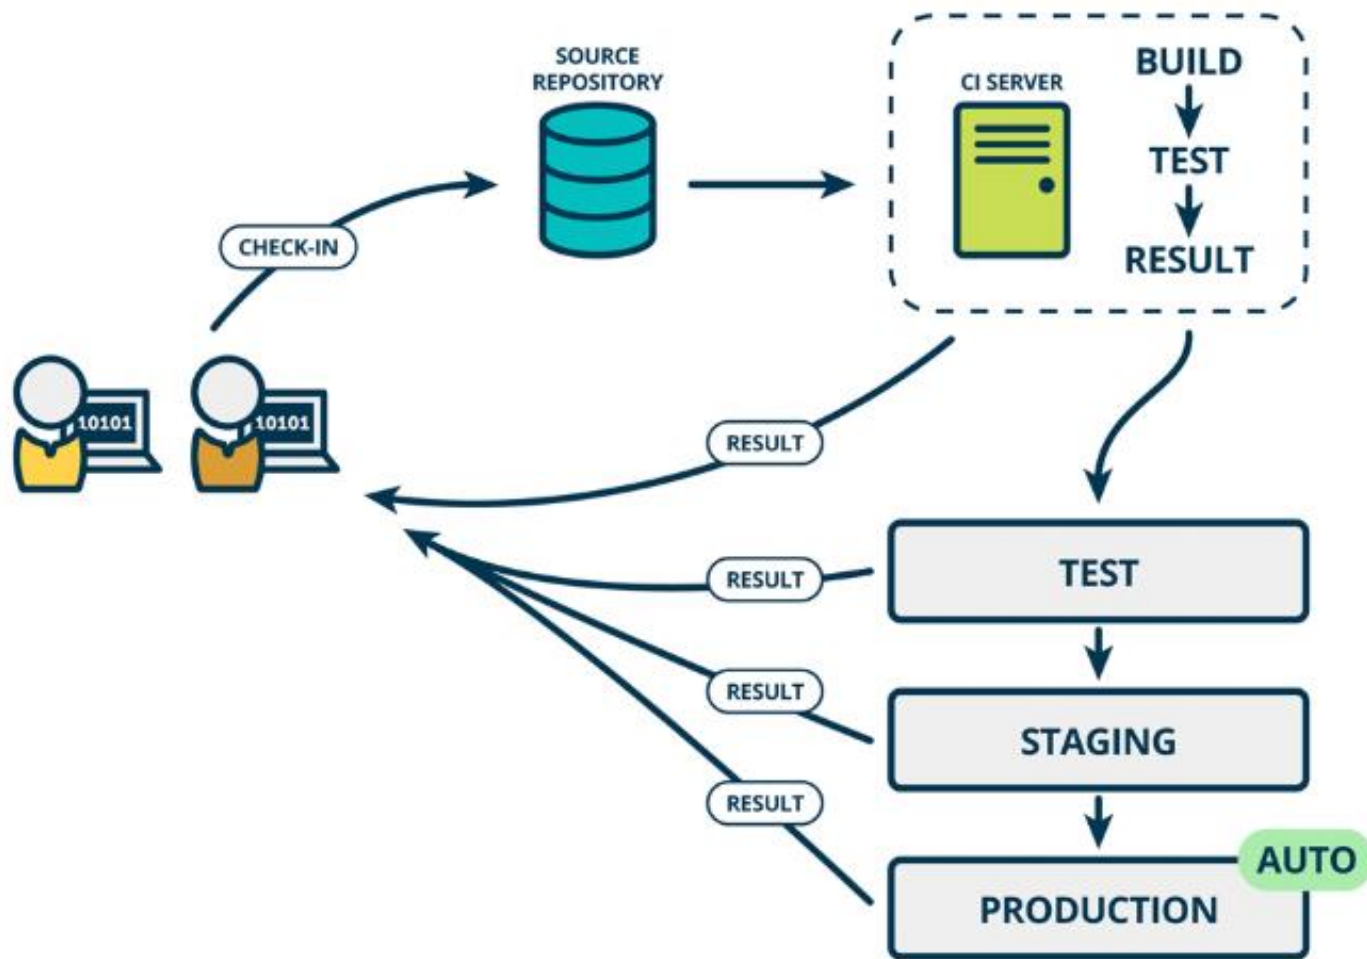 SOURCE
REPOSITORY
CI SERVER
BUILD
TEST
RESULT
CHECK-IN
10101
10101
RESULT
RESULT
TEST
RESULT
STAGING
RESULT
AUTO
PRODUCTION